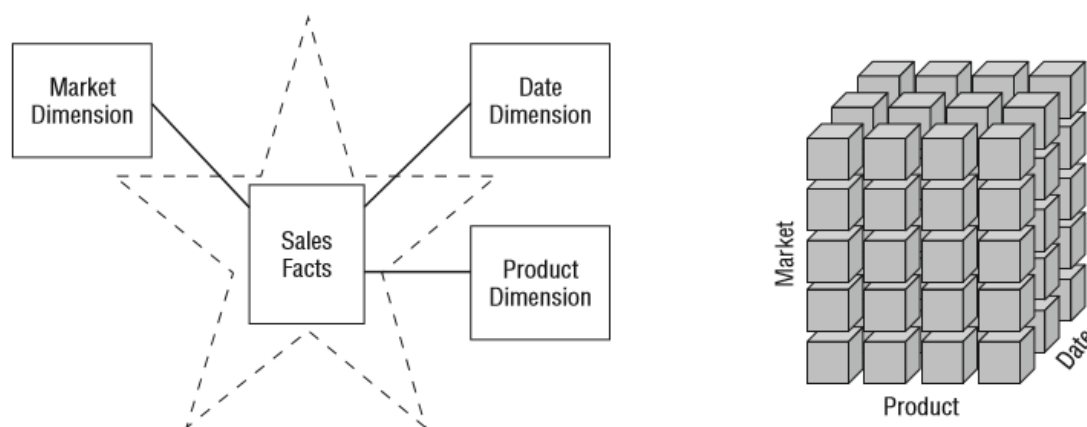 Market
Dimension
Date
Dimension
Sales
Facts
Product
Dimension
Market
Product
Date